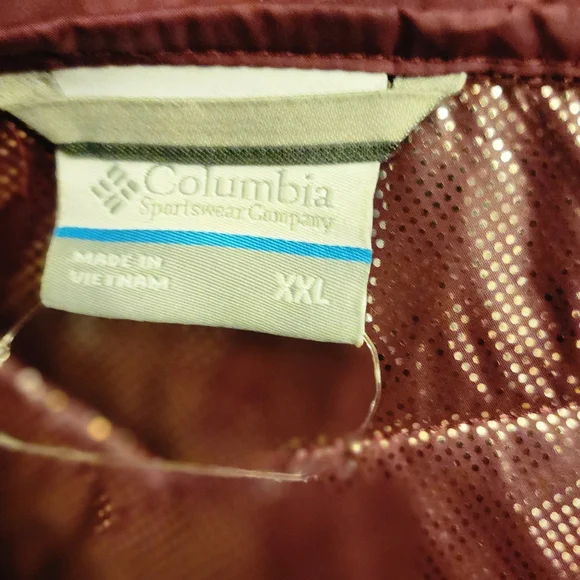 Columbia
Sportswear Company
MADE IN
VIETNAM
XXL